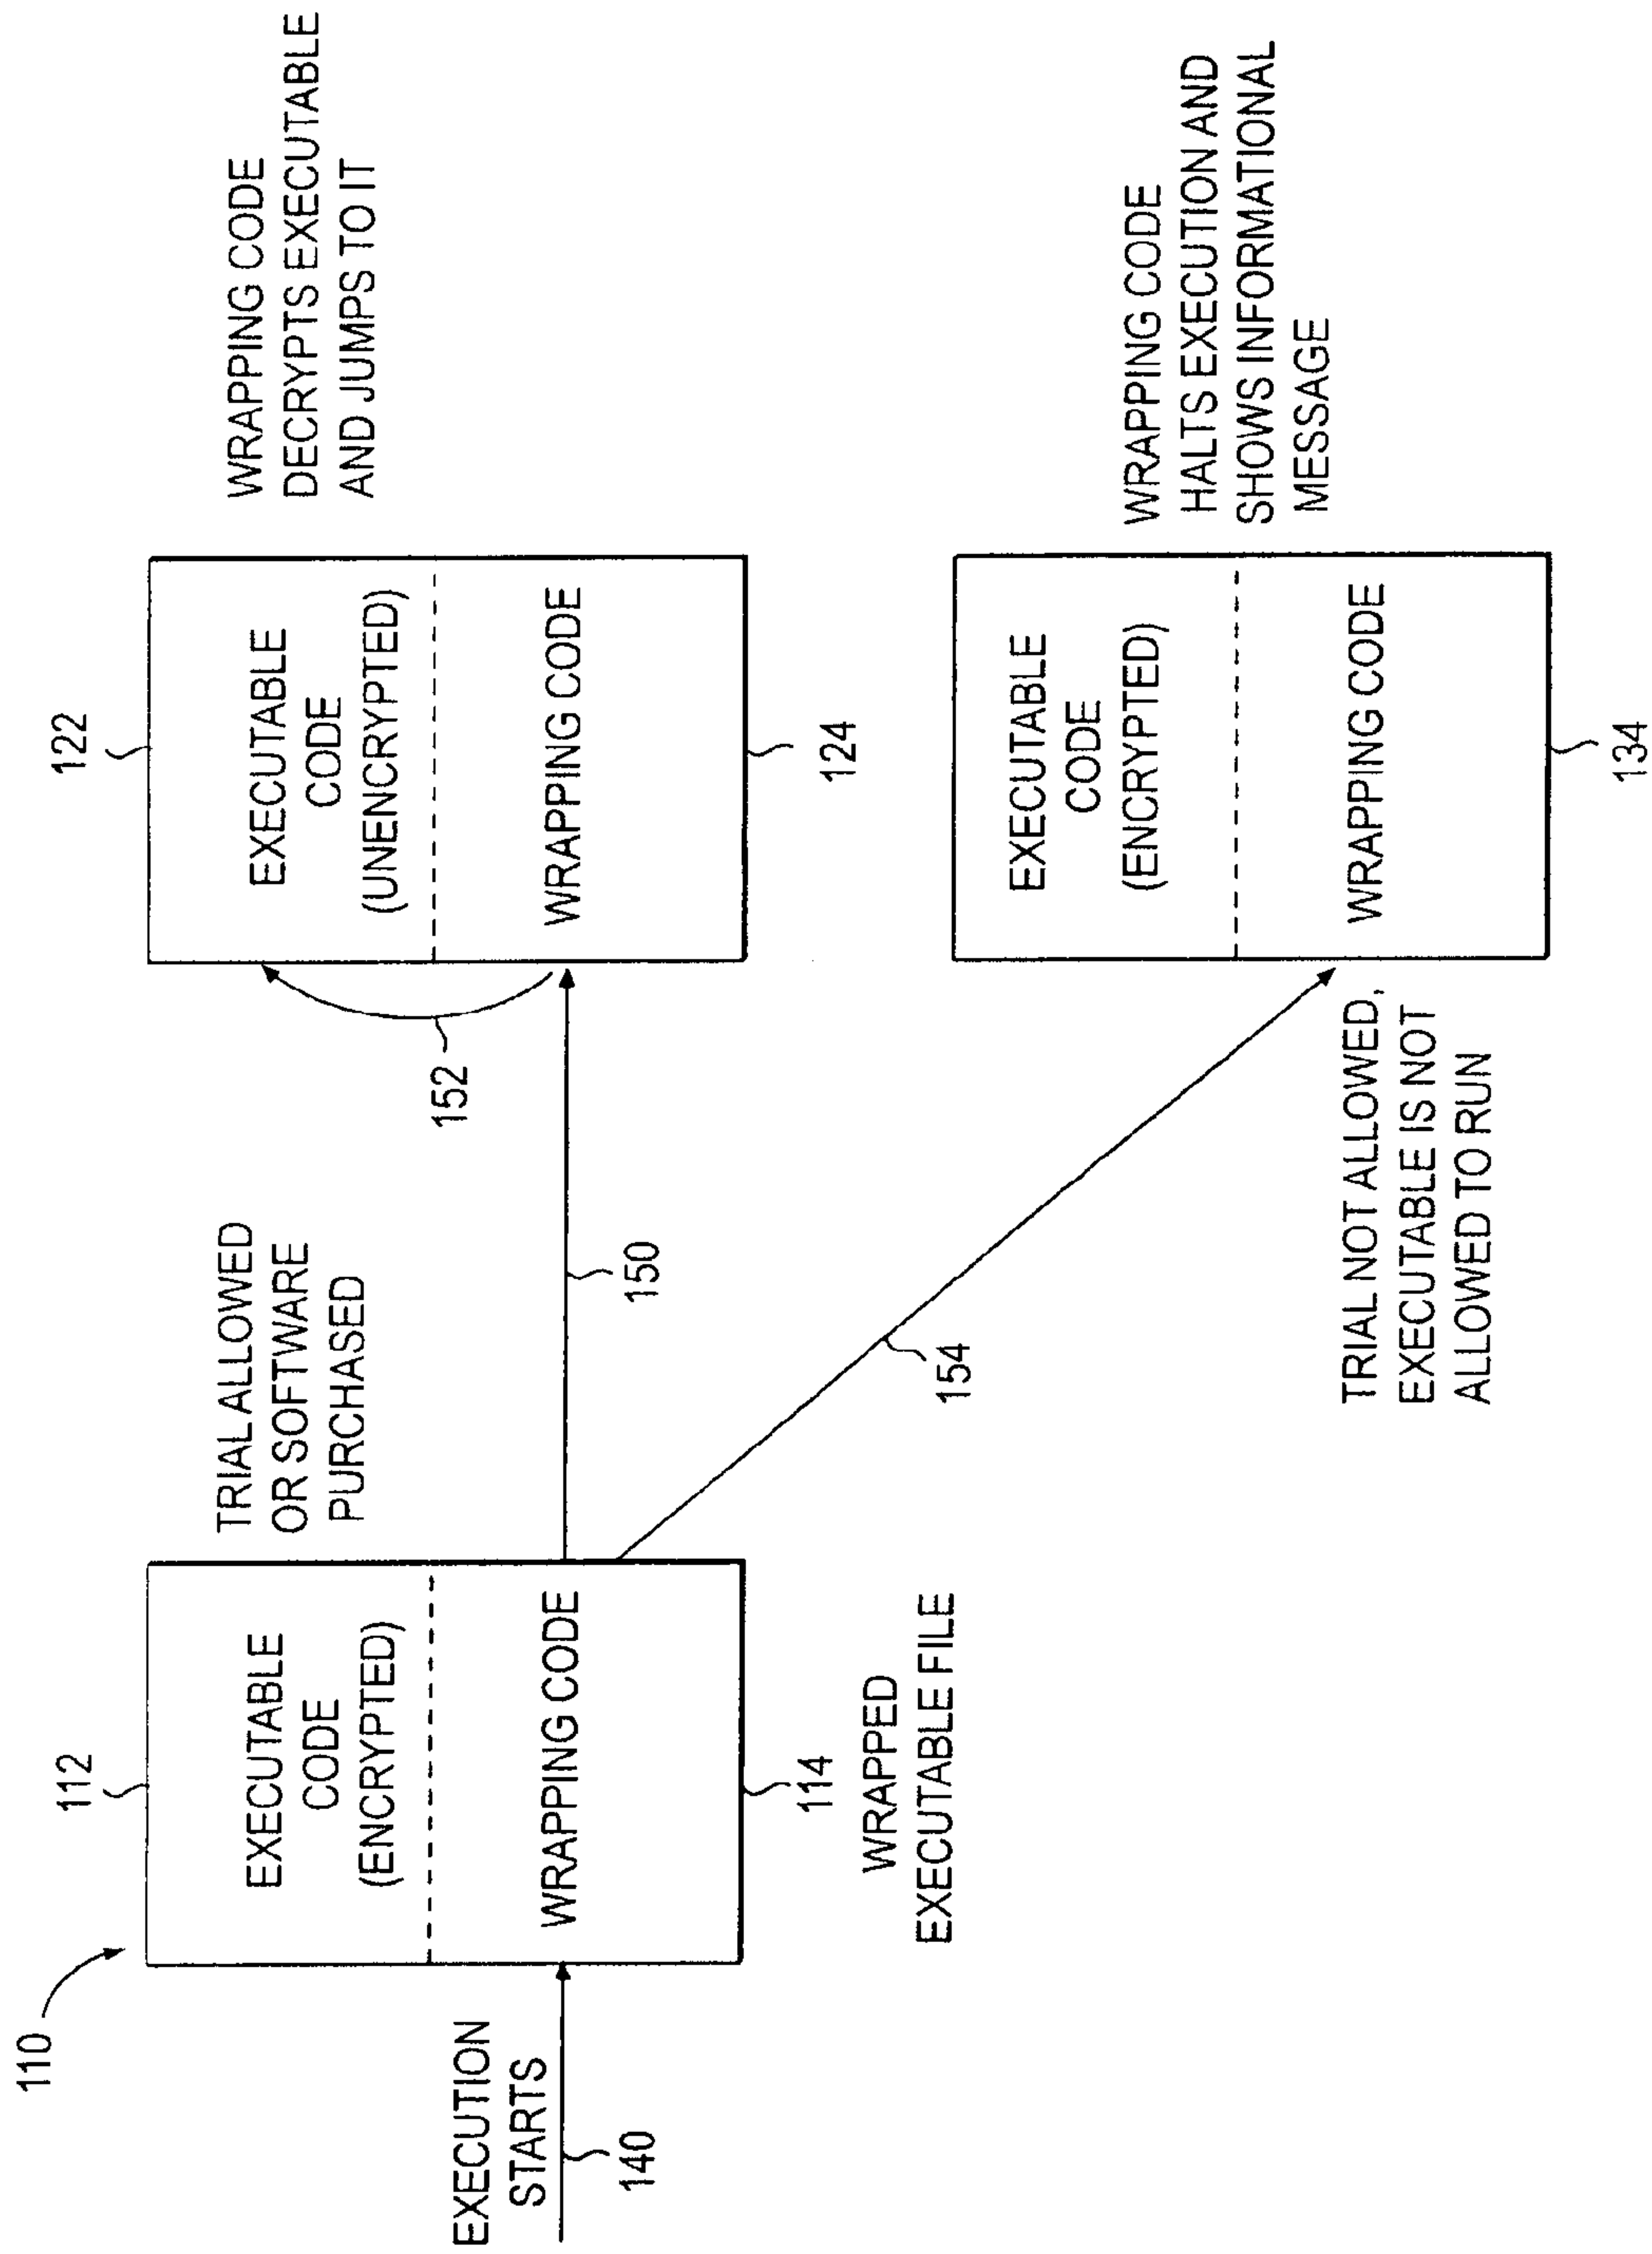 110
112
EXECUTABLE
CODE
(ENCRYPTED)
WRAPPING CODE
114
WRAPPED
EXECUTABLE FILE
EXECUTION
STARTS
140
TRIAL ALLOWED
OR SOFTWARE
PURCHASED
150
152
154
122
EXECUTABLE
CODE
(UNENCRYPTED)
WRAPPING CODE
124
WRAPPING CODE
DECRYPTS EXECUTABLE
AND JUMPS TO IT
TRIAL NOT ALLOWED,
EXECUTABLE IS NOT
ALLOWED TO RUN
EXECUTABLE
CODE
(ENCRYPTED)
WRAPPING CODE
134
WRAPPING CODE
HALTS EXECUTION AND
SHOWS INFORMATIONAL
MESSAGE